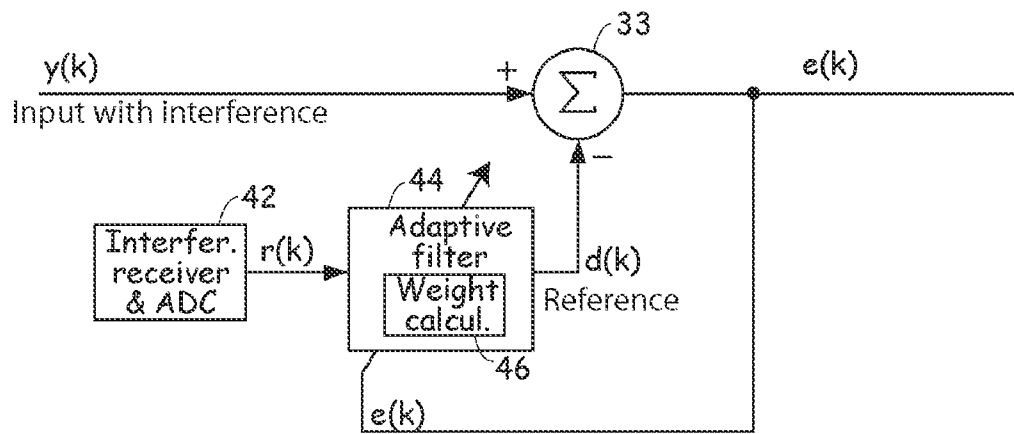 33
y(k)
+
Σ
e(k)
Input with interference
−
42
44
Interfer.
receiver
& ADC
r(k)
Adaptive
filter
Weight
calcul.
d(k)
Reference
46
e(k)